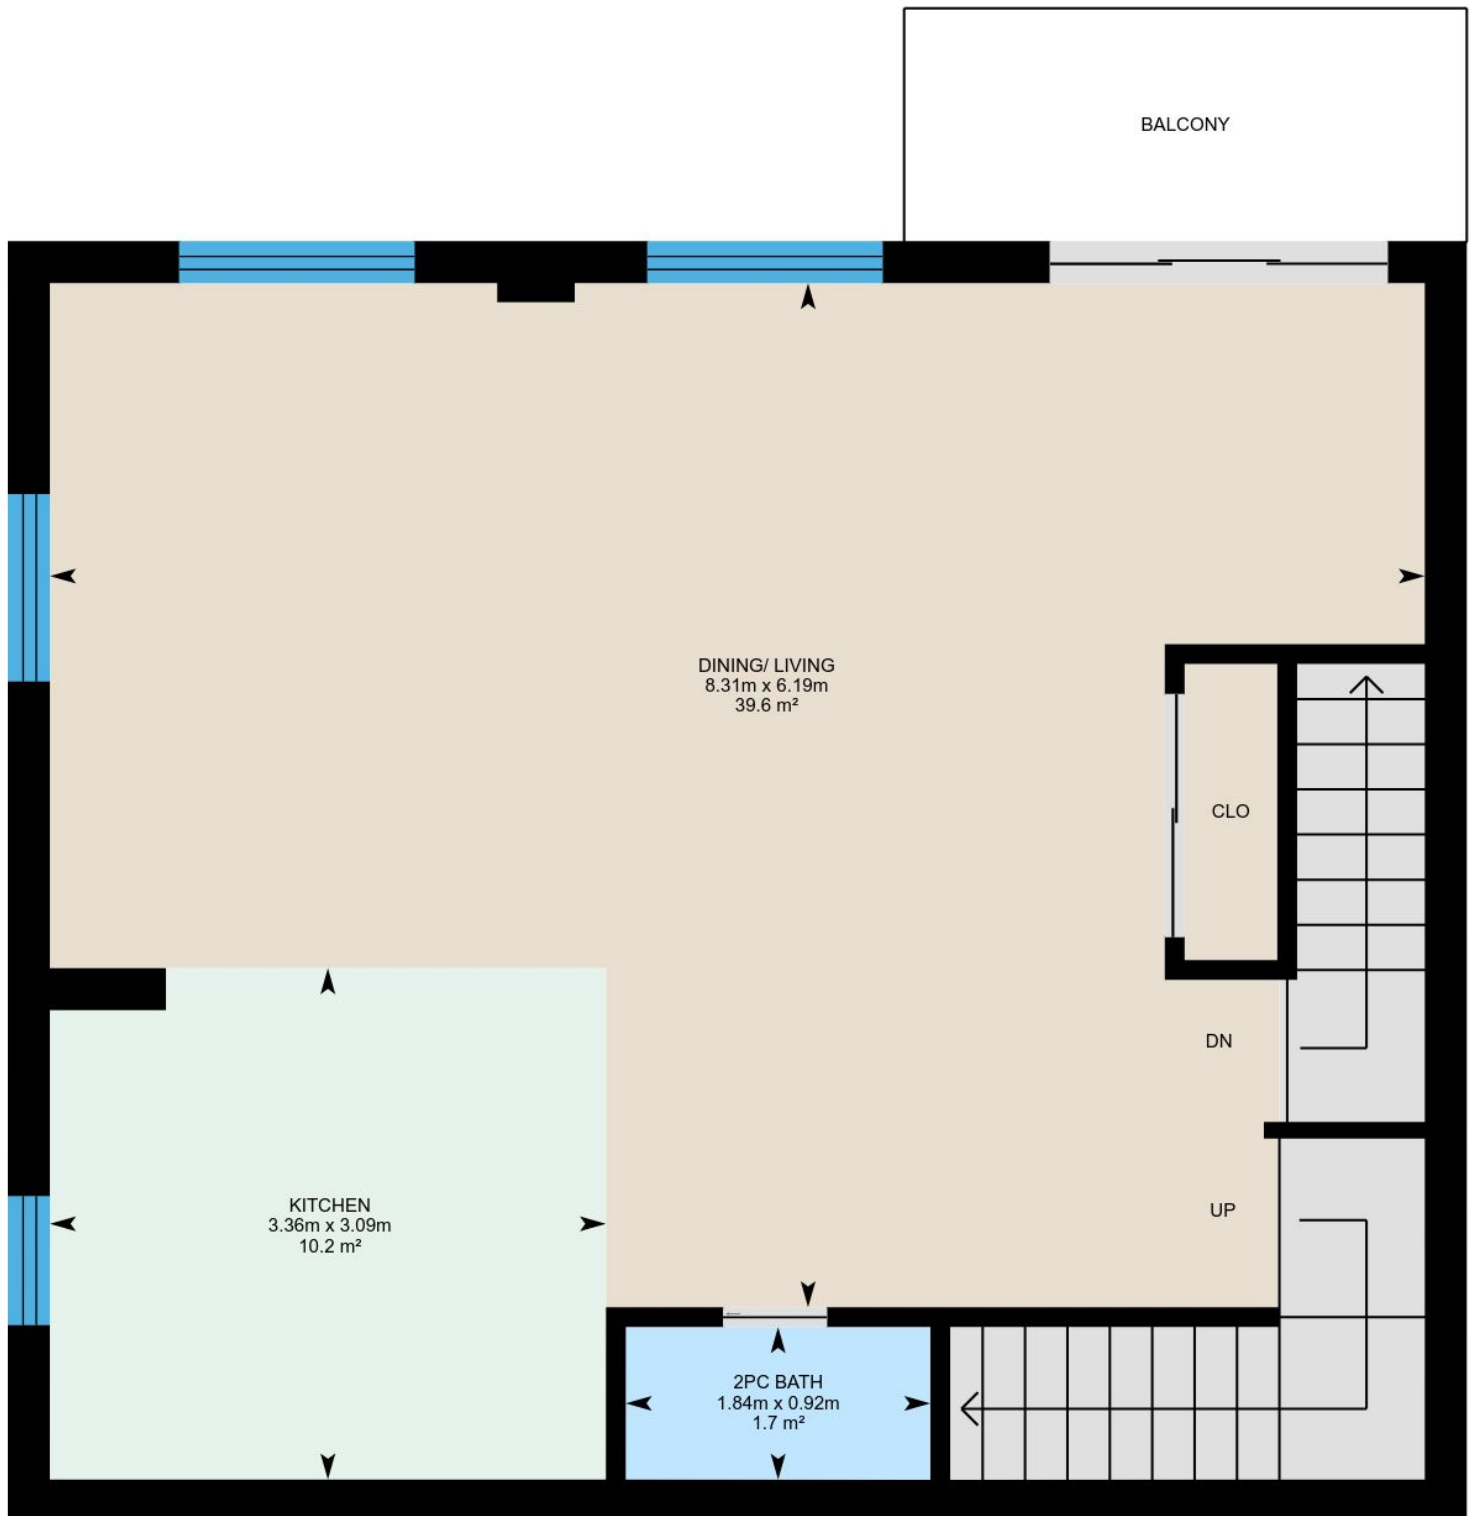 BALCONY
DINING/ LIVING
8.31m x 6.19m
39.6 m²
CLO
DN
KITCHEN
3.36m x 3.09m
10.2 m²
UP
2PC BATH
1.84m x 0.92m
1.7 m²